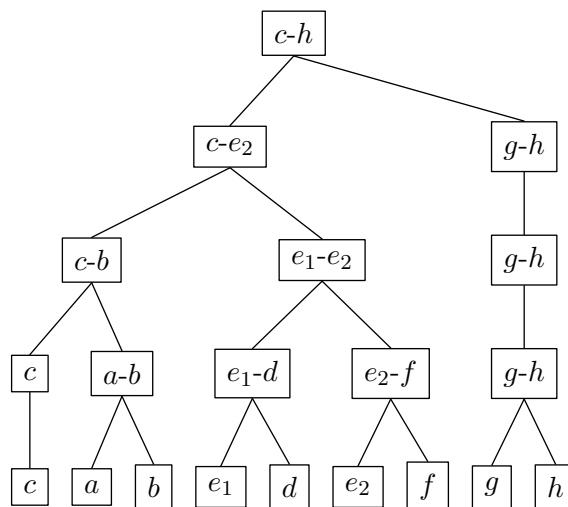 c-h
c-e₂ g-h
c-b e₁-e₂ g-h
c a-b e₁-d e₂-f g-h
c a b e₁ d e₂ f g h